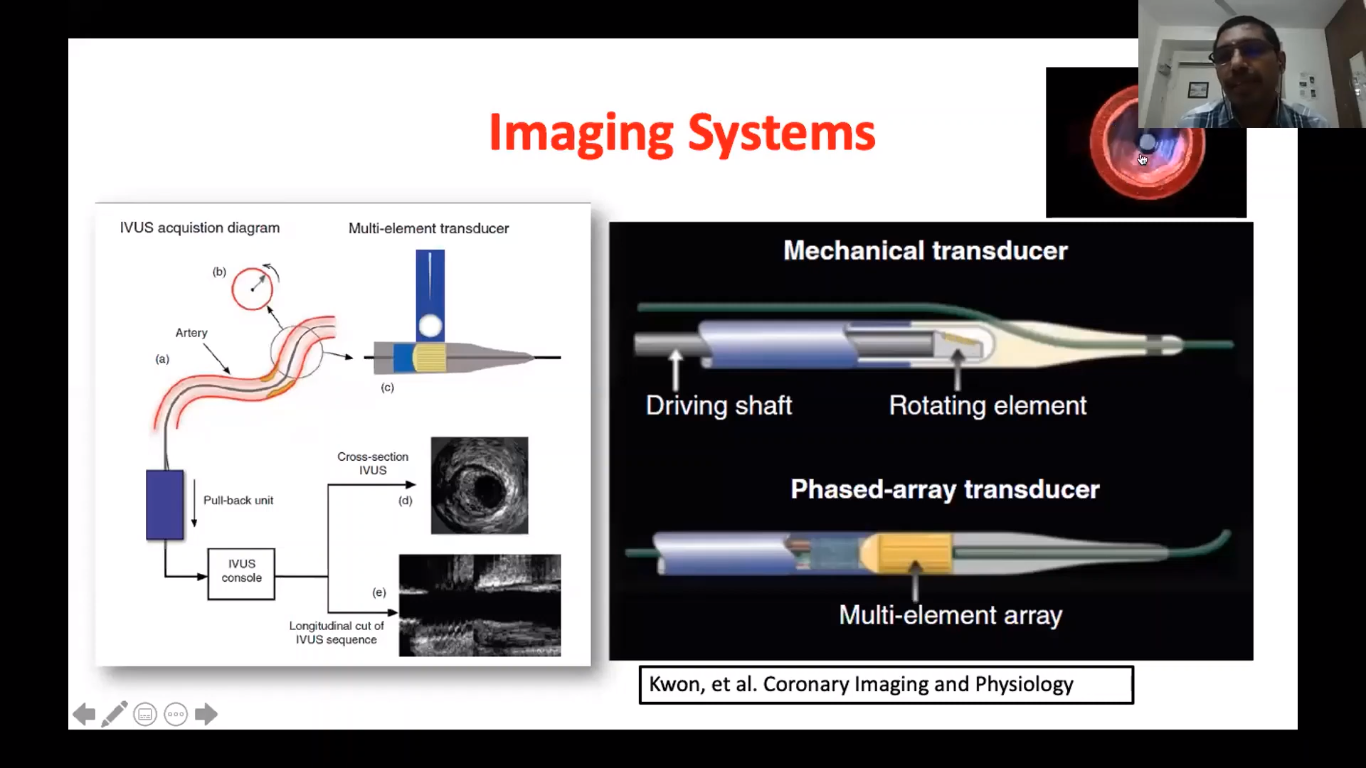 Imaging Systems
IVUS acquistion diagram
Multi-element transducer
(b)
Artery
(a)
(c)
Cross-section
IVUS
(d)
Pull-back unit
IVUS
console
(e)
Longitudinal cut of
IVUS sequence
Mechanical transducer
Driving shaft
Rotating element
Phased-array transducer
Multi-element array
Kwon, et al. Coronary Imaging and Physiology